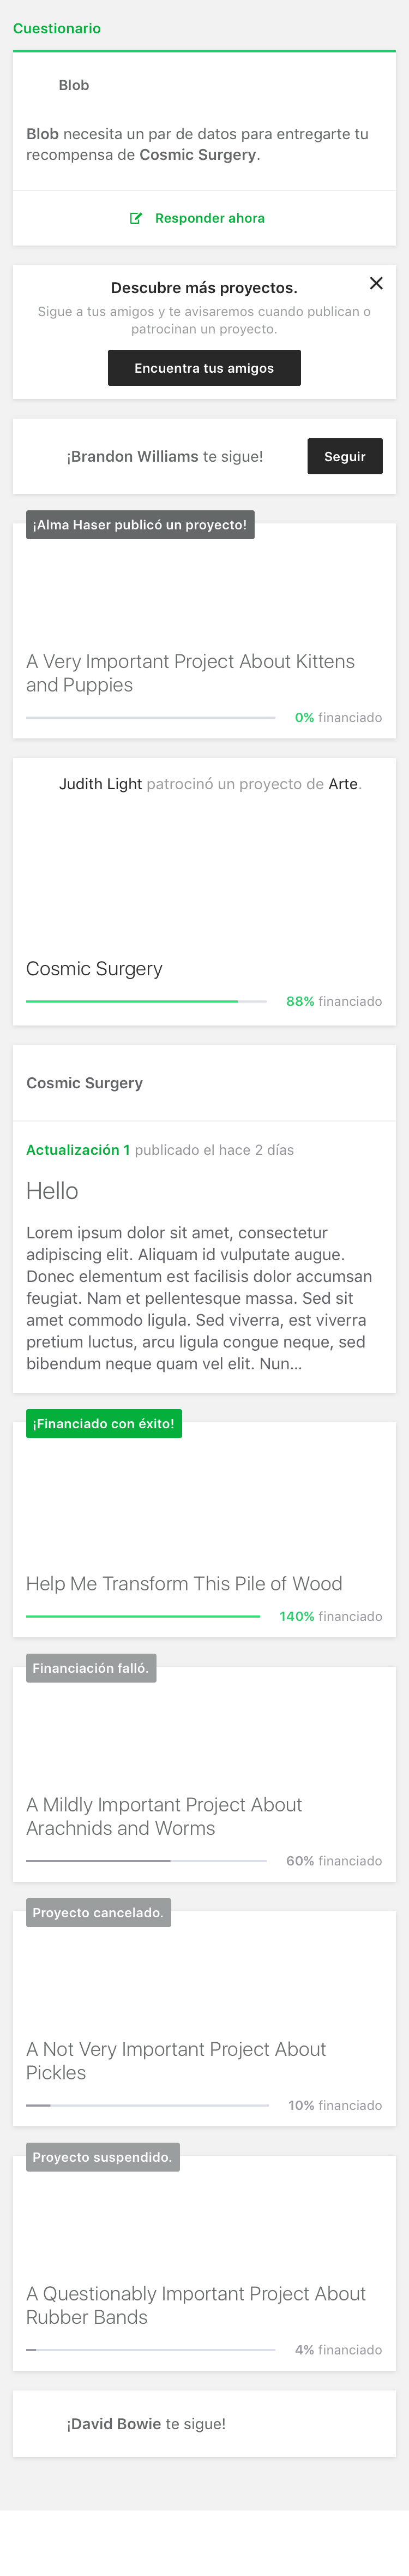 Cuestionario
Blob
Blob necesita un par de datos para entregarte tu
recompensa de Cosmic Surgery.
Responder ahora
Descubre más proyectos.
Sigue a tus amigos y te avisaremos cuando publican o
patrocinan un proyecto.
Encuentra tus amigos
¡Brandon Williams te sigue!
Seguir
¡Alma Haser publicó un proyecto!
A Very Important Project About Kittens
and Puppies
0% financiado
Judith Light patrocinó un proyecto de Arte.
Cosmic Surgery
88% financiado
Cosmic Surgery
Actualización 1 publicado el hace 2 días
Hello
Lorem ipsum dolor sit amet, consectetur
adipiscing elit. Aliquam id vulputate augue.
Donec elementum est facilisis dolor accumsan
feugiat. Nam et pellentesque massa. Sed sit
amet commodo ligula. Sed viverra, est viverra
pretium luctus, arcu ligula congue neque, sed
bibendum neque quam vel elit. Nun...
¡Financiado con éxito!
Help Me Transform This Pile of Wood
140% financiado
Financiación falló.
A Mildly Important Project About
Arachnids and Worms
60% financiado
Proyecto cancelado.
A Not Very Important Project About
Pickles
10% financiado
Proyecto suspendido.
A Questionably Important Project About
Rubber Bands
4% financiado
¡David Bowie te sigue!